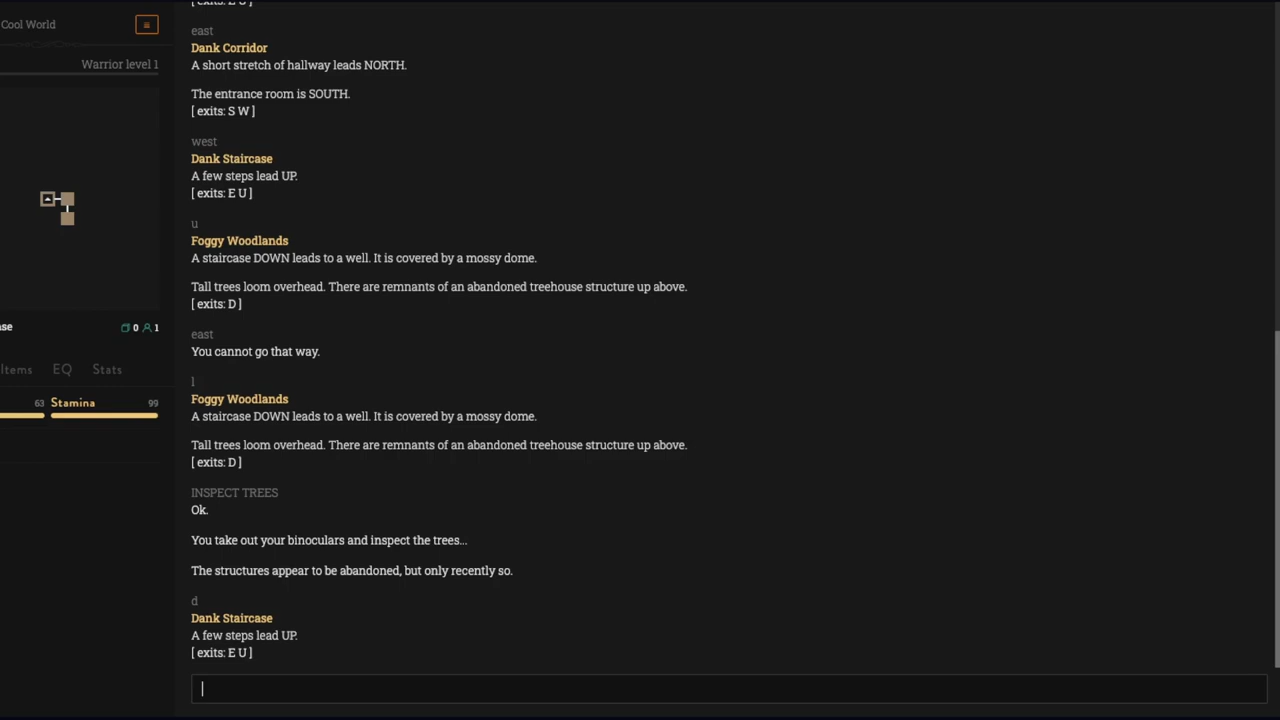 Cool World
Warrior level 1
0 1
Items EQ Stats
63 Stamina 99
east
Dank Corridor
A short stretch of hallway leads NORTH.
The entrance room is SOUTH.
[ exits: S W ]
west
Dank Staircase
A few steps lead UP.
[ exits: E U ]
u
Foggy Woodlands
A staircase DOWN leads to a well. It is covered by a mossy dome.
Tall trees loom overhead. There are remnants of an abandoned treehouse structure up above.
[ exits: D ]
east
You cannot go that way.
l
Foggy Woodlands
A staircase DOWN leads to a well. It is covered by a mossy dome.
Tall trees loom overhead. There are remnants of an abandoned treehouse structure up above.
[ exits: D ]
INSPECT TREES
Ok.
You take out your binoculars and inspect the trees...
The structures appear to be abandoned, but only recently so.
d
Dank Staircase
A few steps lead UP.
[ exits: E U ]